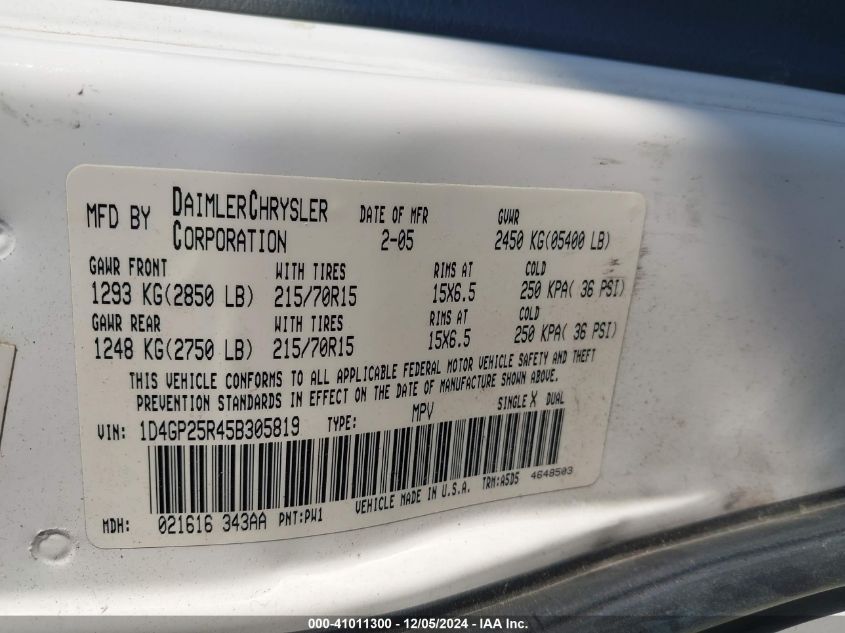 MFD BY DAIMLERCHRYSLER CORPORATION DATE OF MFR 2-05 GVWR 2450 KG(05400 LB)
GAWR FRONT WITH TIRES RIMS AT COLD
1293 KG(2850 LB) 215/70R15 15X6.5 250 KPA( 36 PSI)
GAWR REAR WITH TIRES RIMS AT COLD
1248 KG(2750 LB) 215/70R15 15X6.5 250 KPA( 36 PSI)
THIS VEHICLE CONFORMS TO ALL APPLICABLE FEDERAL MOTOR VEHICLE SAFETY AND THEFT
PREVENTION STANDARDS IN EFFECT ON THE DATE OF MANUFACTURE SHOWN ABOVE.
VIN: 1D4GP25R45B305819 TYPE: MPV SINGLE X DUAL
MDH: 021616 343AA PNT:PW1 VEHICLE MADE IN U.S.A. TRM:A5D5 4648503
000-41011300 - 12/05/2024 - IAA Inc.